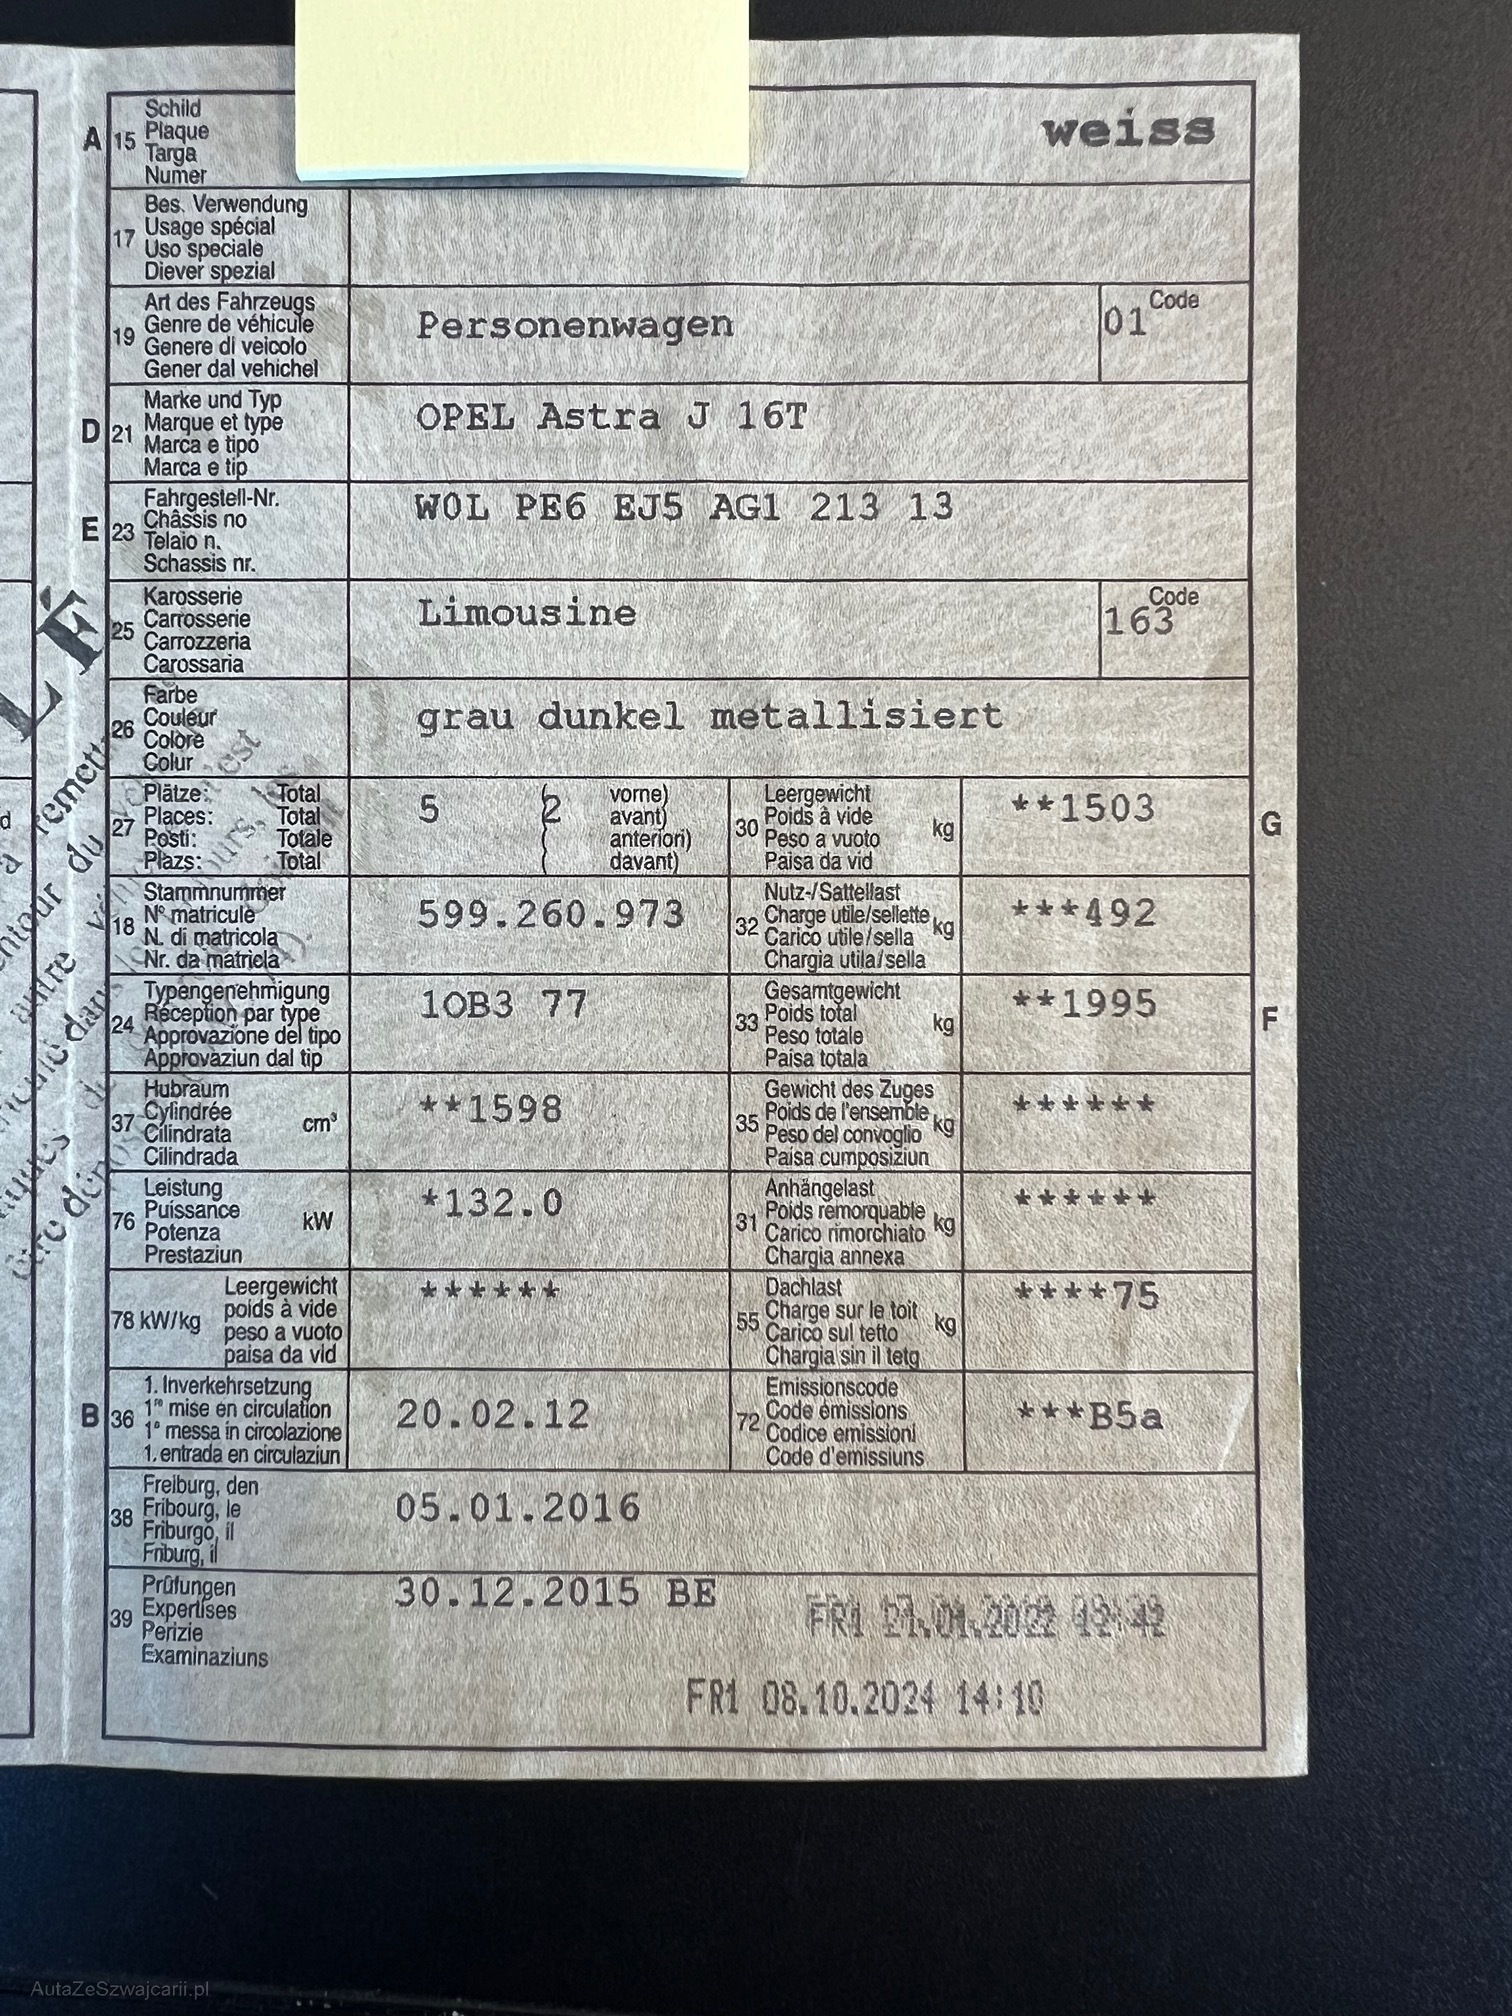 A 15 Schild
Plaque
Targa
Numer
weiss
17 Bes. Verwendung
Usage spécial
Uso speciale
Diever spezial
19 Art des Fahrzeugs
Genre de véhicule
Genere di veicolo
Gener dal vehichel
Personenwagen
01 Code
D 21 Marke und Typ
Marque et type
Marca e tipo
Marca e tip
OPEL Astra J 16T
E 23 Fahrgestell-Nr.
Châssis no
Telaio n.
Schassis nr.
W0L PE6 EJ5 AG1 213 13
25 Karosserie
Carrosserie
Carrozzeria
Carossaria
Limousine
163 Code
26 Farbe
Couleur
Colore
Colur
grau dunkel metallisiert
27 Plätze: Total
Places: Total
Posti: Totale
Plazs: Total
5 (2 vorne)
avant)
anteriori)
davant)
30 Leergewicht
Poids à vide
Peso a vuoto
Paisa da vid
kg
**1503
G
18 Stammnummer
N° matricule
N. di matricola
Nr. da matricla
599.260.973
32 Nutz-/Sattellast
Charge utile/sellette
Carico utile/sella
Chargia utila/sella
kg
***492
24 Typengenehmigung
Réception par type
Approvazione del tipo
Approvaziun dal tip
1OB3 77
33 Gesamtgewicht
Poids total
Peso totale
Paisa totala
kg
**1995
F
37 Hubraum
Cylindrée
Cilindrata
Cilindrada
cm³
**1598
35 Gewicht des Zuges
Poids de l'ensemble
Peso del convoglio
Paisa cumposiziun
kg
******
76 Leistung
Puissance
Potenza
Prestaziun
kW
*132.0
31 Anhängelast
Poids remorquable
Carico rimorchiato
Chargia annexa
kg
******
78 kW/kg Leergewicht
poids à vide
peso a vuoto
paisa da vid
******
55 Dachlast
Charge sur le toit
Carico sul tetto
Chargia sin il tetg
kg
****75
B 36 1. Inverkehrsetzung
1re mise en circulation
1a messa in circolazione
1. entrada en circulaziun
20.02.12
72 Emissionscode
Code émissions
Codice emissioni
Code d'emissiuns
***B5a
38 Freiburg, den
Fribourg, le
Friburgo, il
Friburg, il
05.01.2016
39 Prüfungen
Expertises
Perizie
Examinaziuns
30.12.2015 BE
FR1 08.10.2024 14:10
AutaZeSzwajcarii.pl